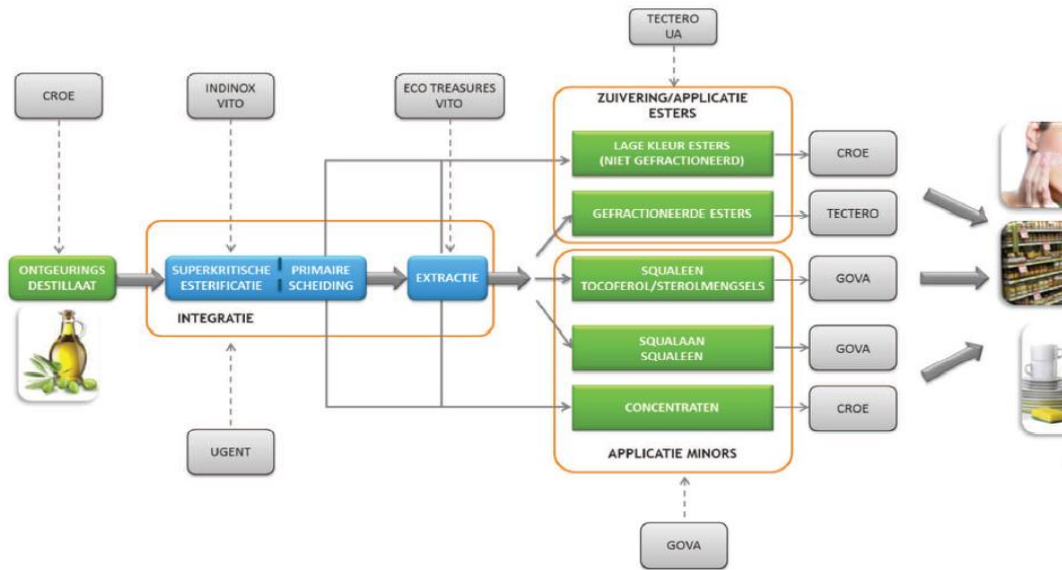 TECTERO
UA
CROE
INDINOX
VITO
ECO TREASURES
VITO
ZUIVERING/APPLICATIE
ESTERS
LAGE KLEUR ESTERS
(NIET GEFRACTIONEERD)
CROE
GEFRACTIONEERDE ESTERS
TECTERO
ONTGEURINGS
DESTILLAAT
SUPERKRITISCHE
ESTERIFICATIE
PRIMAIRE
SCHEIDING
EXTRACTIE
INTEGRATIE
SQUALEEN
TOCOFEROL/STEROLMENGSELS
GOVA
SQUALAAN
SQUALEEN
GOVA
CONCENTRATEN
CROE
UGENT
APPLICATIE MINORS
GOVA